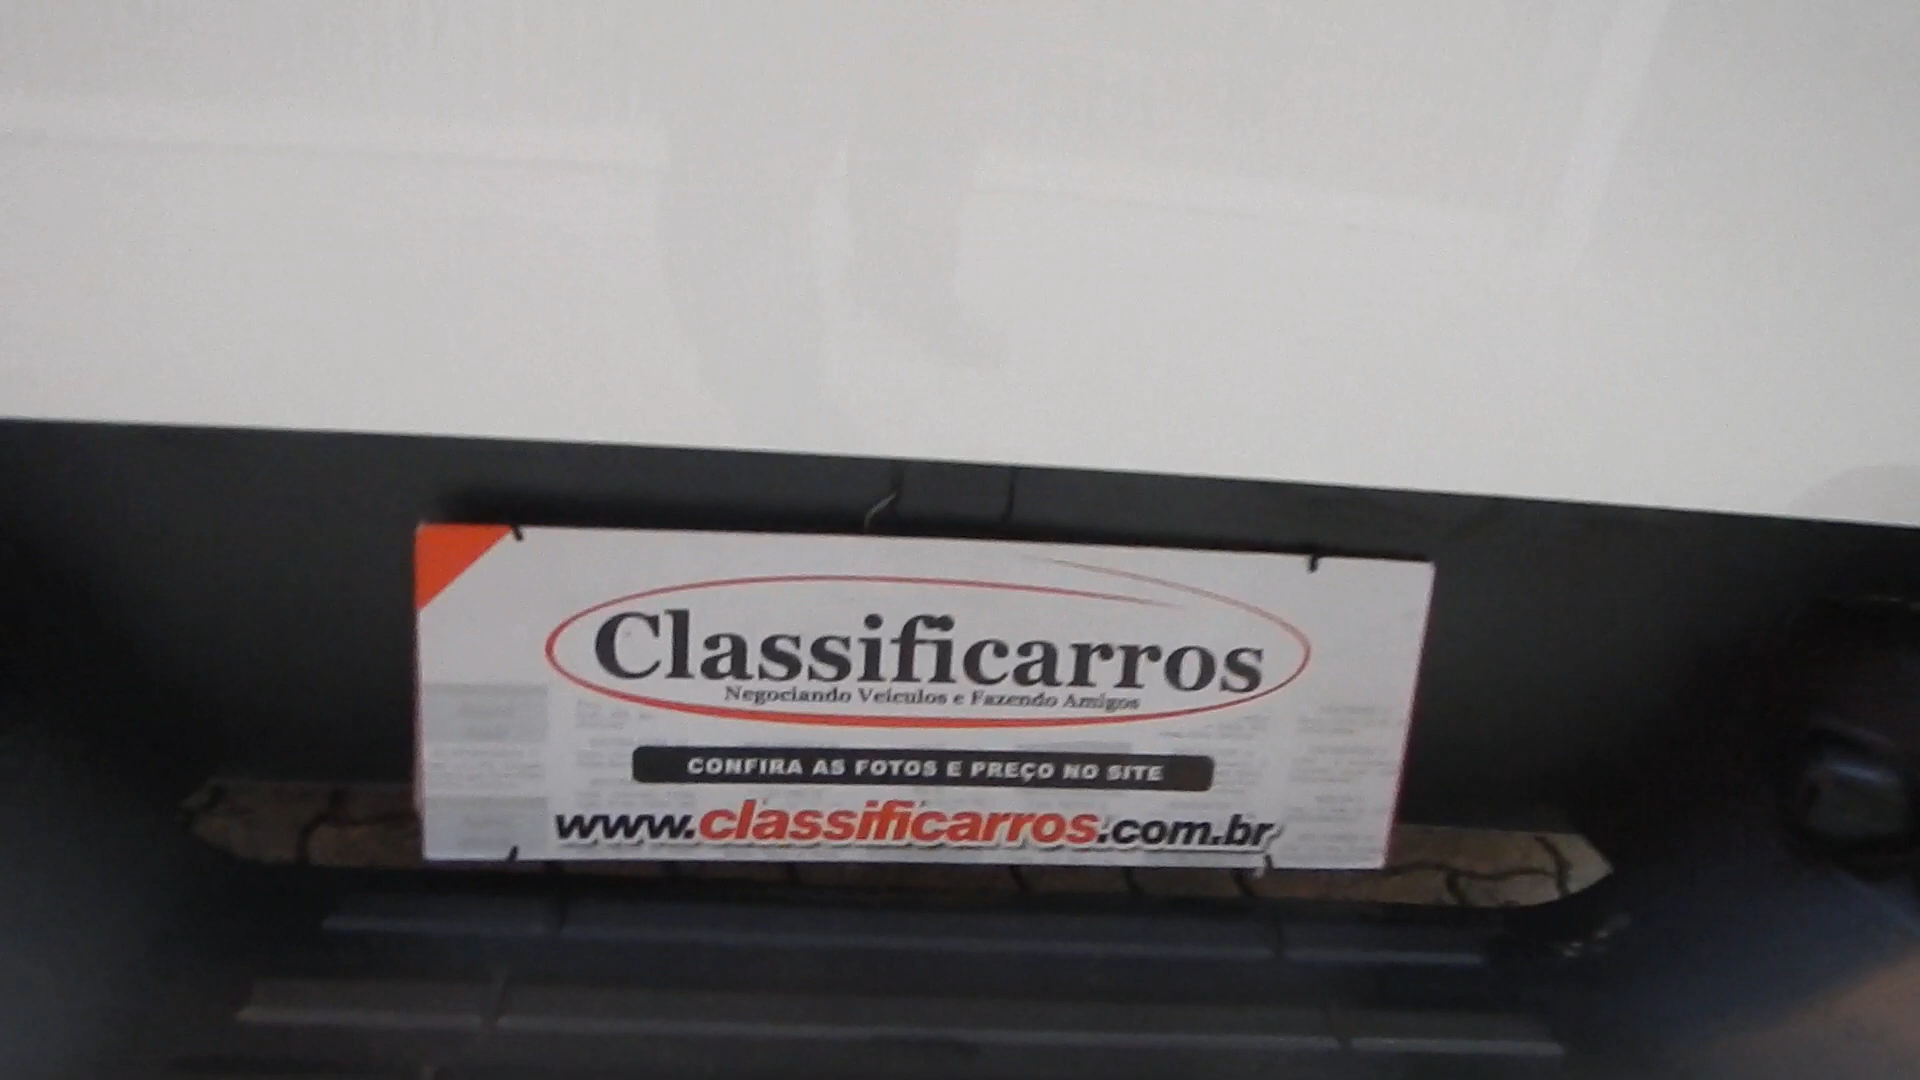 Classificarros
Negociando Veículos e Fazendo Amigos
CONFIRA AS FOTOS E PREÇO NO SITE
www.classificarros.com.br